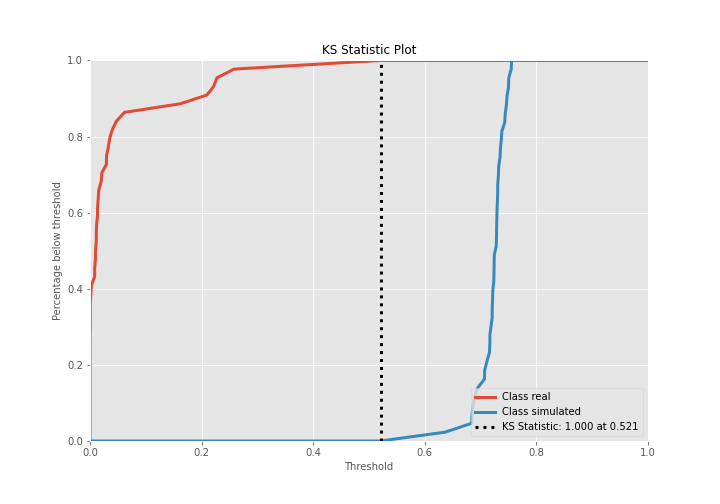 KS Statistic Plot
Percentage below threshold
1.0
0.8
0.6
0.4
0.2
0.0
0.0 0.2 0.4 0.6 0.8 1.0
Threshold
Class real
Class simulated
KS Statistic: 1.000 at 0.521